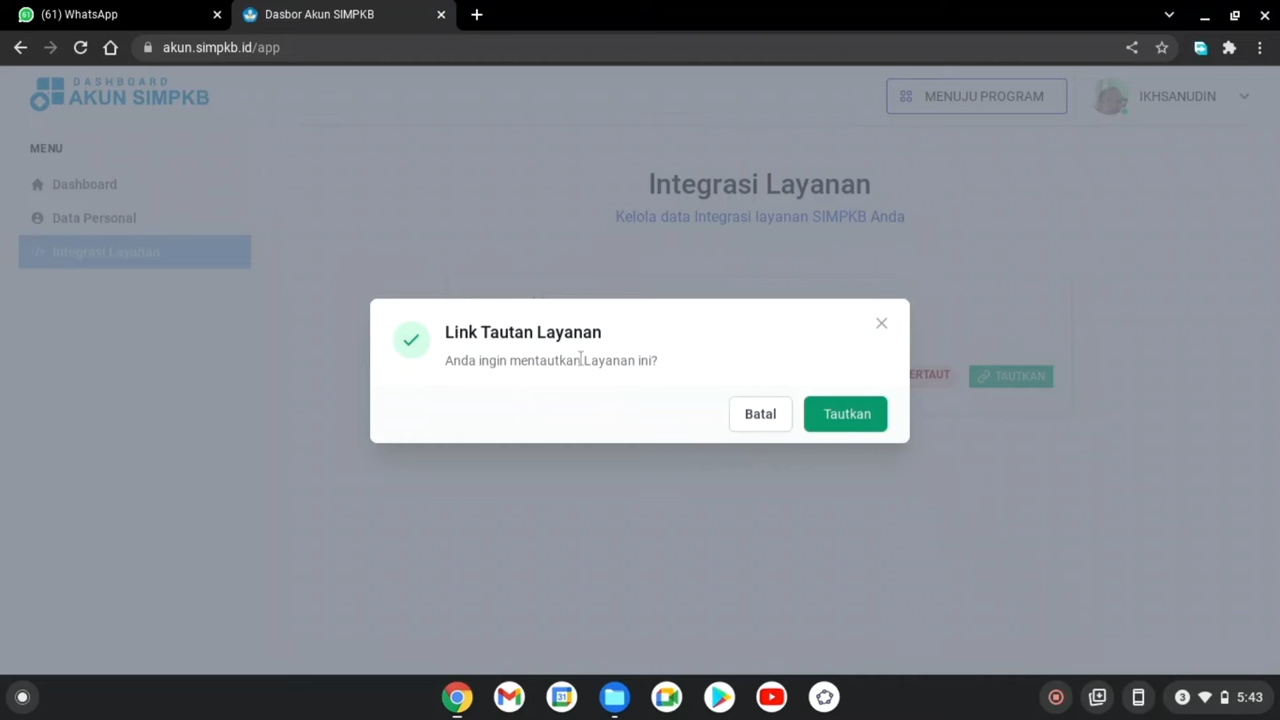 (61) WhatsApp
Dasbor Akun SIMPKB
akun.simpkb.id/app
DASHBOARD
AKUN SIMPKB
MENUJU PROGRAM
IKHSANUDIN
MENU
Dashboard
Data Personal
Integrasi Layanan
Integrasi Layanan
Kelola data Integrasi layanan SIMPKB Anda
Link Tautan Layanan
Anda ingin mentautkan Layanan ini?
ERTAUT
TAUTKAN
Batal
Tautkan
31
3
5:43